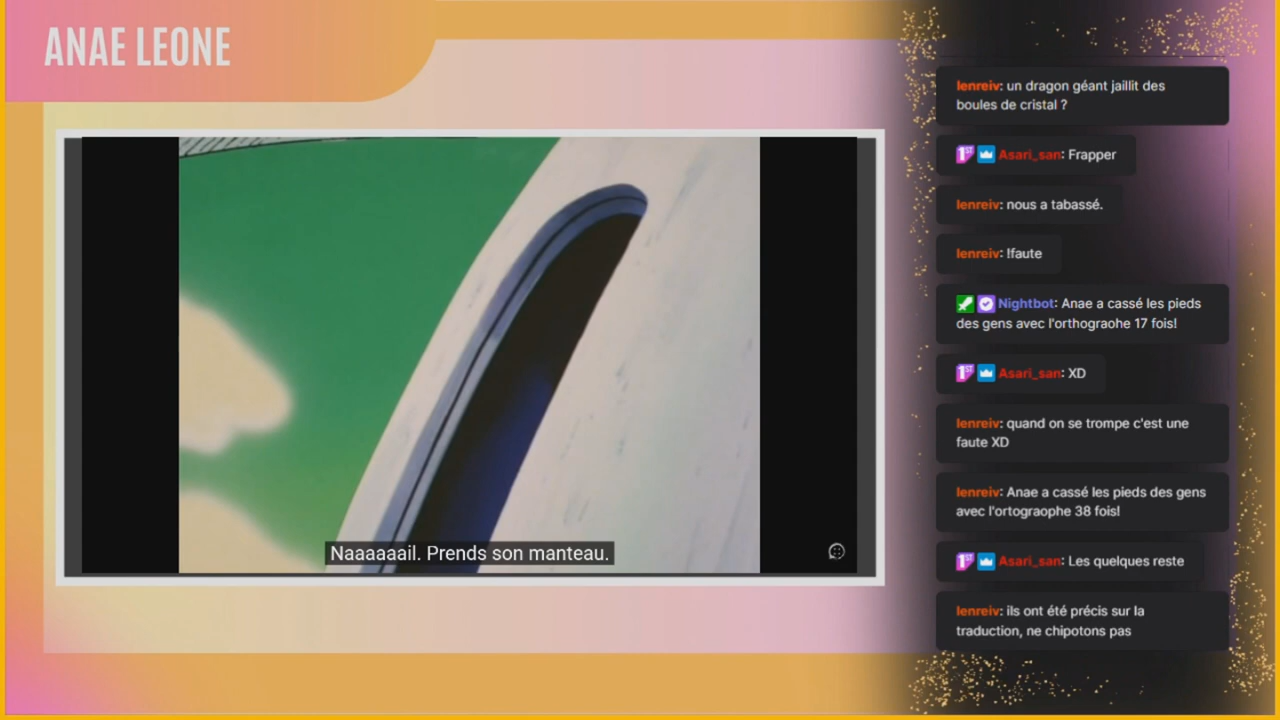 ANAE LEONE
Naaaaaail. Prends son manteau.
lenreiv: un dragon géant jaillit des
boules de cristal ?
1ST Asari_san: Frapper
lenreiv: nous a tabassé.
lenreiv: !faute
Nightbot: Anae a cassé les pieds
des gens avec l'orthograohe 17 fois!
1ST Asari_san: XD
lenreiv: quand on se trompe c'est une
faute XD
lenreiv: Anae a cassé les pieds des gens
avec l'ortograophe 38 fois!
1ST Asari_san: Les quelques reste
lenreiv: ils ont été précis sur la
traduction, ne chipotons pas